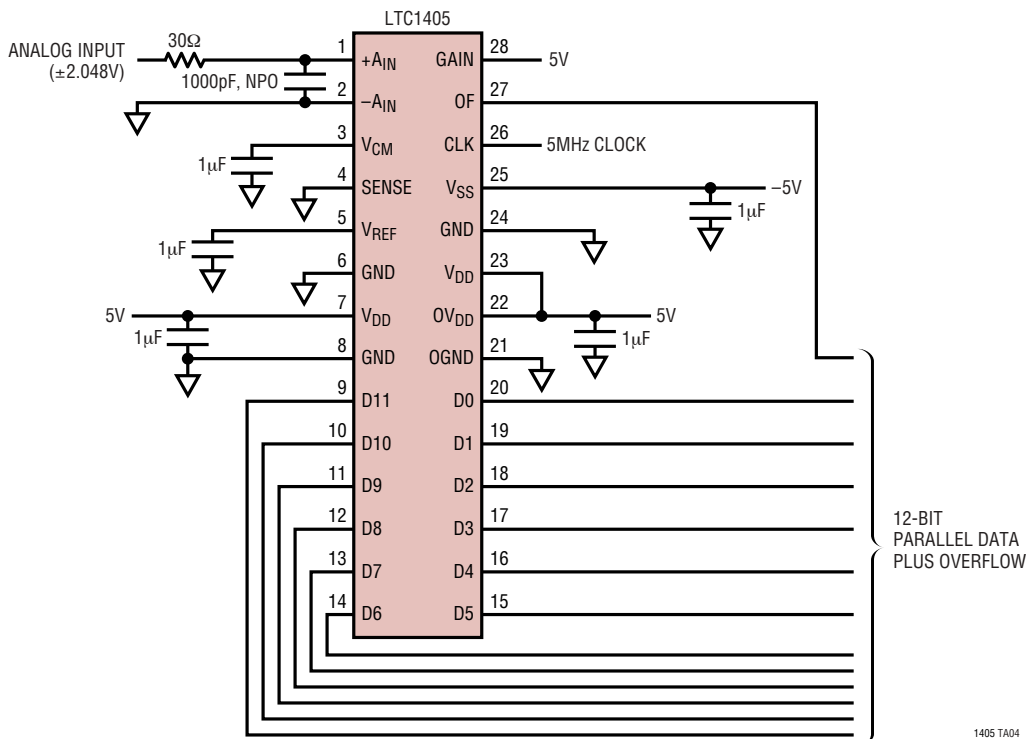 LTC1405
ANALOG INPUT
(±2.048V)
30Ω
1000pF, NPO
1 +AIN GAIN 28 5V
2 –AIN OF 27
3 VCM CLK 26 5MHz CLOCK
1µF
4 SENSE VSS 25 –5V
1µF
5 VREF GND 24
1µF
6 GND VDD 23
5V 7 VDD OVDD 22 5V
1µF 1µF
8 GND OGND 21
9 D11 D0 20
10 D10 D1 19
11 D9 D2 18
12 D8 D3 17
13 D7 D4 16
14 D6 D5 15
12-BIT
PARALLEL DATA
PLUS OVERFLOW
1405 TA04